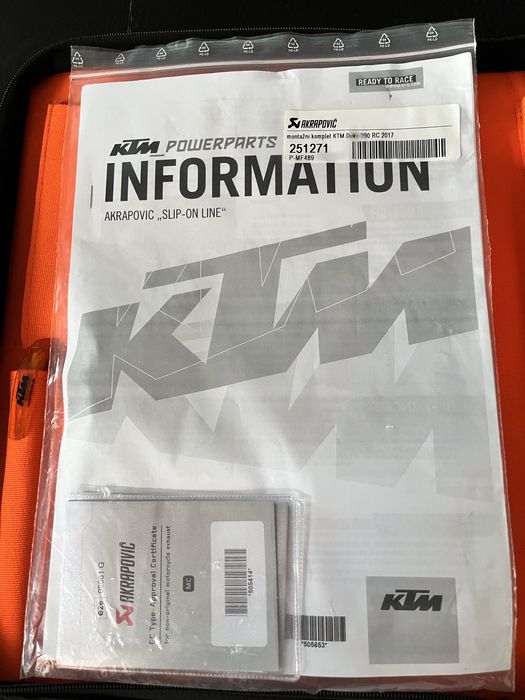 READY TO RACE
AKRAPOVIČ
montažni komplet KTM Duke 390 RC 2017
251271
P-MF489
KTM POWERPARTS
INFORMATION
AKRAPOVIC „SLIP-ON LINE“
KTM
KTM
AKRAPOVIČ
EC Type-Approval Certificate
for non-original motorcycle exhaust
MC
*505414*
*505653*
KTM